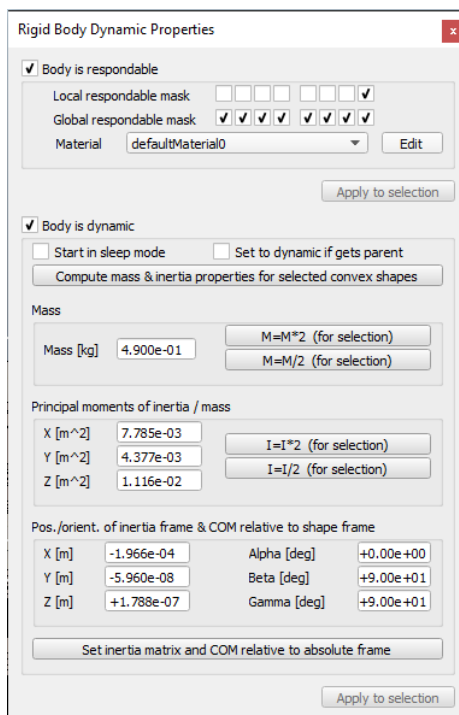 Rigid Body Dynamic Properties
x
Body is respondable
Local respondable mask
Global respondable mask
Material defaultMaterial0 Edit
Apply to selection
Body is dynamic
Start in sleep mode Set to dynamic if gets parent
Compute mass & inertia properties for selected convex shapes
Mass
Mass [kg] 4.900e-01 M=M*2 (for selection)
M=M/2 (for selection)
Principal moments of inertia / mass
X [m^2] 7.785e-03
Y [m^2] 4.377e-03 I=I*2 (for selection)
Z [m^2] 1.116e-02 I=I/2 (for selection)
Pos./orient. of inertia frame & COM relative to shape frame
X [m] -1.966e-04 Alpha [deg] +0.00e+00
Y [m] -5.960e-08 Beta [deg] +9.00e+01
Z [m] +1.788e-07 Gamma [deg] +9.00e+01
Set inertia matrix and COM relative to absolute frame
Apply to selection